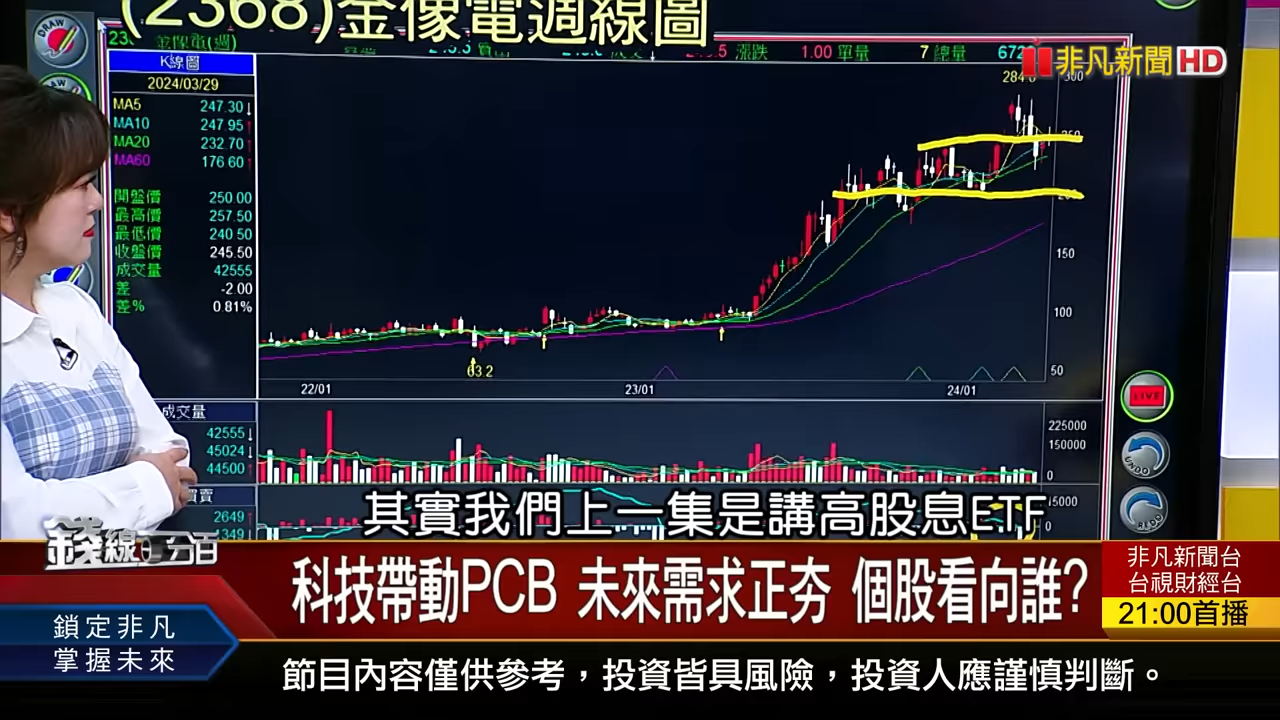 (2368)金像電週線圖
金像電(週)
漲跌 1.00 單量 7 總量 672
非凡新聞HD
K線圖
2024/03/29
MA5 247.30↓
MA10 247.95↑
MA20 232.70↑
MA60 176.60↑
開盤價 250.00
最高價 257.50
最低價 240.50
收盤價 245.50
成交量 42555
差 -2.00
差% 0.81%
300
250
150
100
50
63.2
22/01 23/01 24/01
成交量
42555↓
45024↓
44500↑
225000
150000
0
2649
15000
0
DRAW
LIVE
UNDO
REDO
其實我們上一集是講高股息ETF
錢線百分百
科技帶動PCB 未來需求正夯 個股看向誰?
非凡新聞台
台視財經台
21:00首播
鎖定非凡
掌握未來
節目內容僅供參考，投資皆具風險，投資人應謹慎判斷。